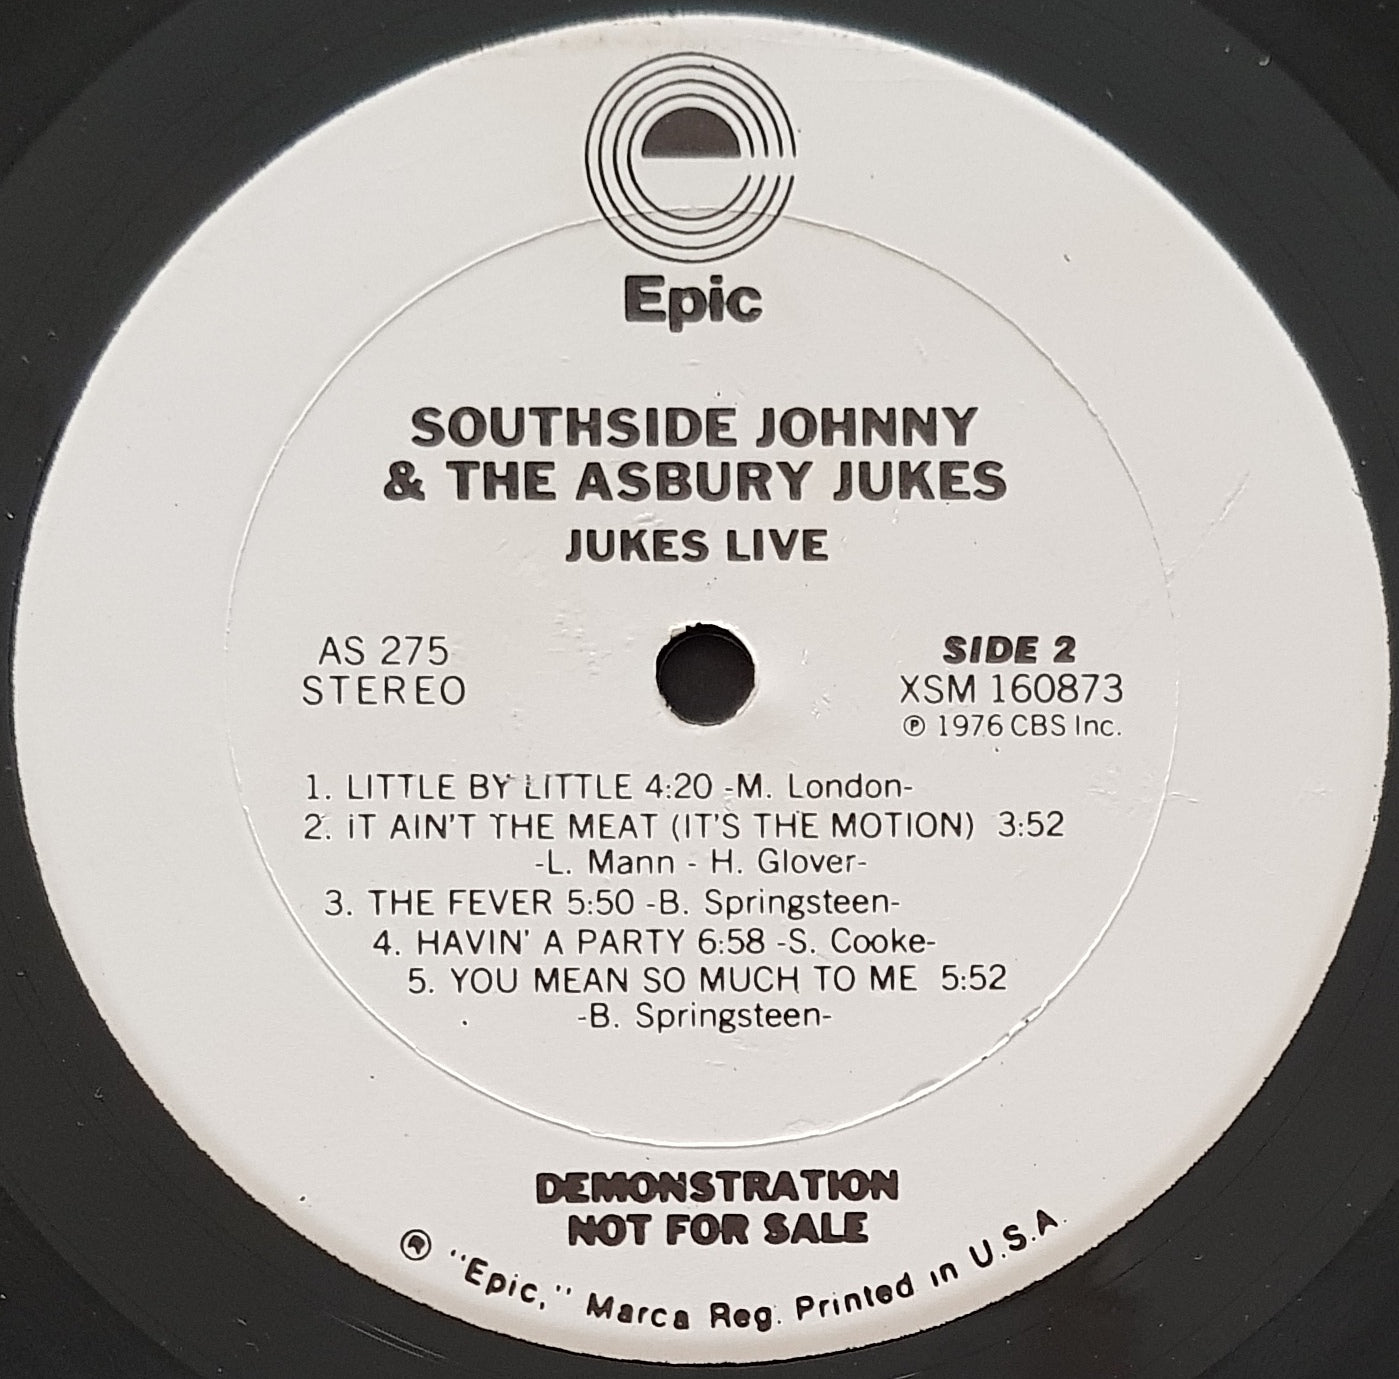 Epic
SOUTHSIDE JOHNNY
& THE ASBURY JUKES
JUKES LIVE
AS 275
STEREO
SIDE 2
XSM 160873
℗ 1976 CBS Inc.
1. LITTLE BY LITTLE 4:20 -M. London-
2. IT AIN'T THE MEAT (IT'S THE MOTION) 3:52
-L. Mann - H. Glover-
3. THE FEVER 5:50 -B. Springsteen-
4. HAVIN' A PARTY 6:58 -S. Cooke-
5. YOU MEAN SO MUCH TO ME 5:52
-B. Springsteen-
DEMONSTRATION
NOT FOR SALE
® "Epic," Marca Reg. Printed in U.S.A.